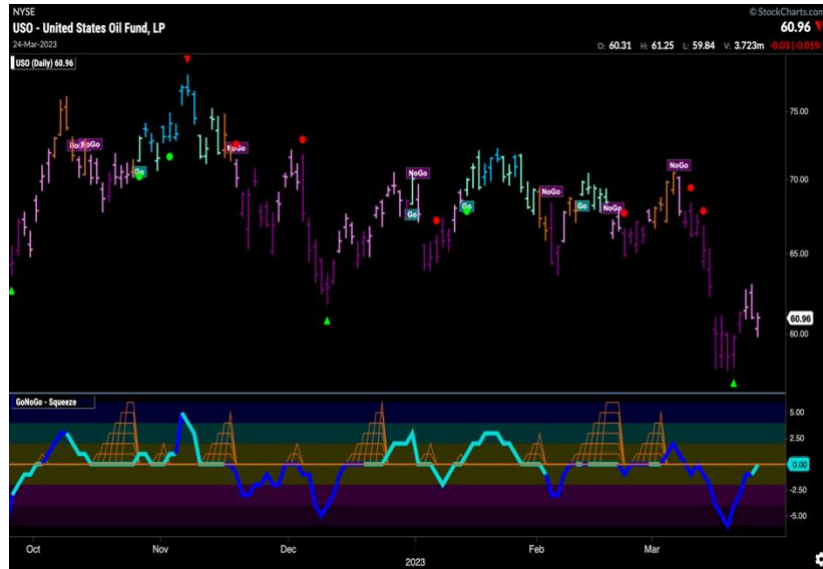 NYSE
© StockCharts.com
USO - United States Oil Fund, LP
60.96
24-Mar-2023
O: 60.31 H: 61.25 L: 59.84 V: 3.723m -0.03 (-0.05%
USO (Daily) 60.96
75.00
NoGo
NoGo
Go
70.00
NoGo
NoGo
NoGo
Go
Go
NoGo
Go
NoGo
65.00
60.96
60.00
GoNoGo - Squeeze
5.00
2.50
0.00
-2.50
-5.00
Oct Nov Dec 2023 Feb Mar